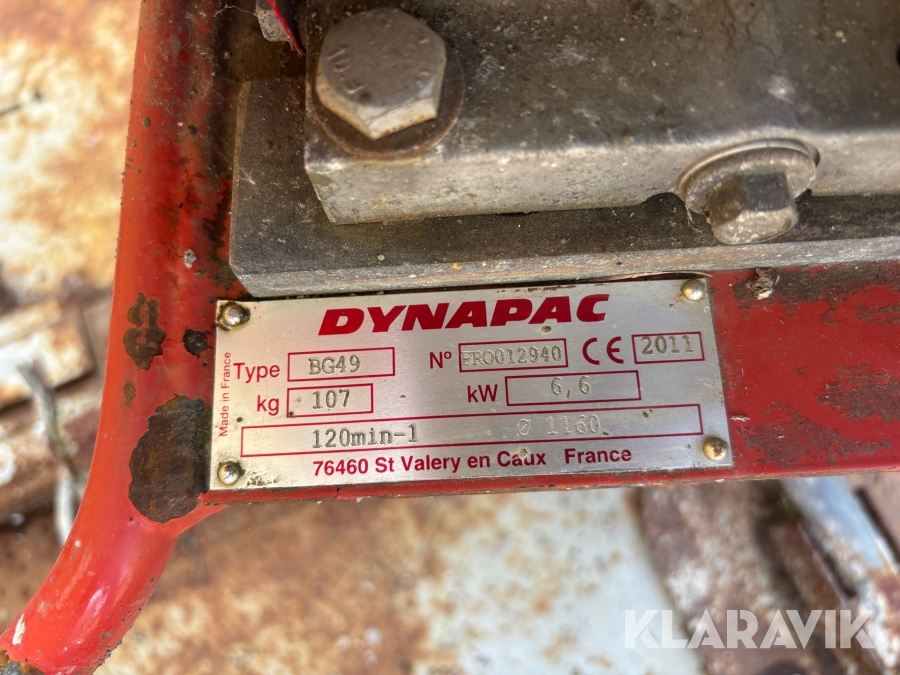 DYNAPAC
Made in France
Type BG49 N° FR0012940 CE 2011
kg 107 kW 6,6
120min-1 Ø 1160
76460 St Valery en Caux France
KLARAVIK